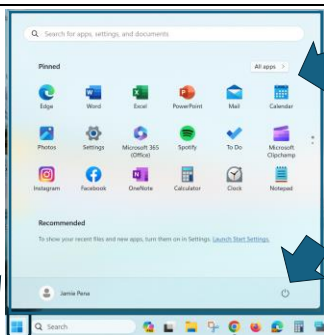 Search for apps, settings, and documents
Pinned
All apps >
Edge
Word
Excel
PowerPoint
Mail
Calendar
Photos
Settings
Microsoft 365 (Office)
Spotify
To Do
Microsoft Clipchamp
Instagram
Facebook
OneNote
Calculator
Clock
Notepad
Recommended
To show your recent files and new apps, turn them on in Settings. Launch Start Settings.
Jamia Pena
Search